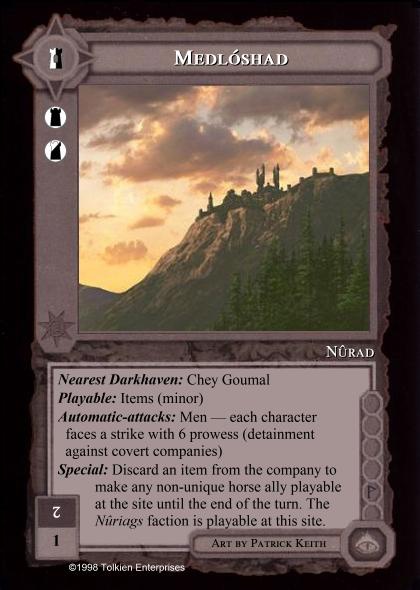 Medlóshad
Nûrad
Nearest Darkhaven: Chey Goumal
Playable: Items (minor)
Automatic-attacks: Men — each character
faces a strike with 6 prowess (detainment
against covert companies)
Special: Discard an item from the company to
make any non-unique horse ally playable
at the site until the end of the turn. The
Nûriags faction is playable at this site.
2
1
Art by Patrick Keith
©1998 Tolkien Enterprises